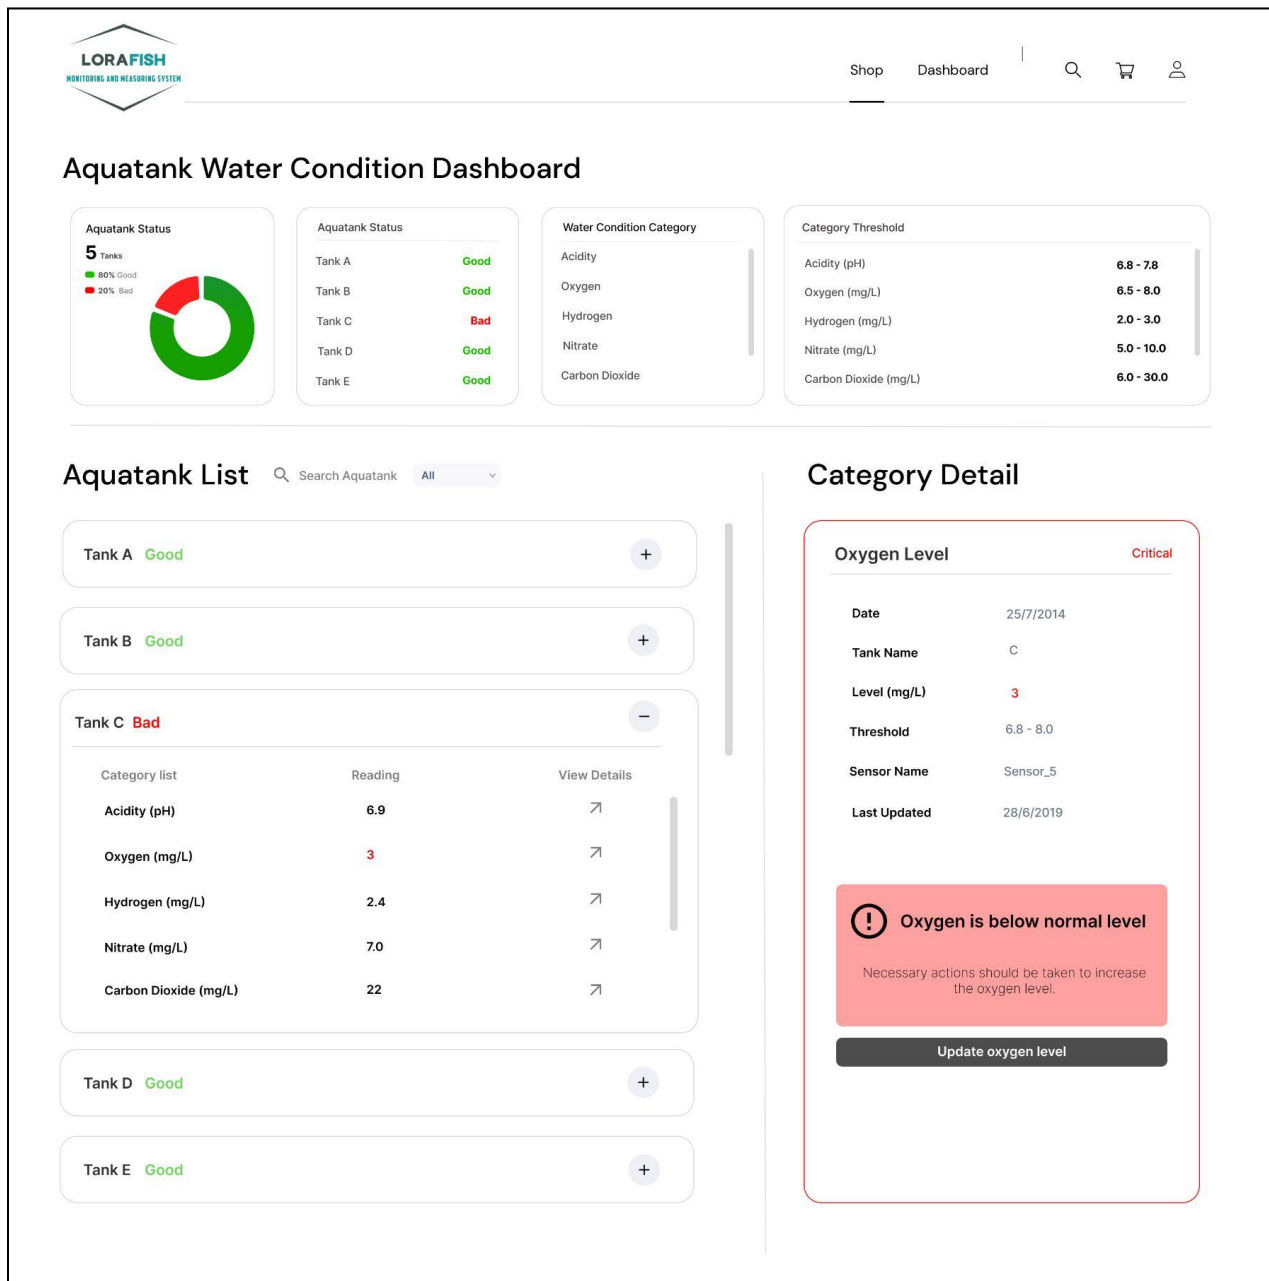 LORAFISH
MONITORING AND MEASURING SYSTEM
Shop Dashboard
Aquatank Water Condition Dashboard
Aquatank Status
5 Tanks
80% Good
20% Bad
Aquatank Status
Tank A Good
Tank B Good
Tank C Bad
Tank D Good
Tank E Good
Water Condition Category
Acidity
Oxygen
Hydrogen
Nitrate
Carbon Dioxide
Category Threshold
Acidity (pH) 6.8 - 7.8
Oxygen (mg/L) 6.5 - 8.0
Hydrogen (mg/L) 2.0 - 3.0
Nitrate (mg/L) 5.0 - 10.0
Carbon Dioxide (mg/L) 6.0 - 30.0
Aquatank List Search Aquatank All
Tank A Good
Tank B Good
Tank C Bad
Category list Reading View Details
Acidity (pH) 6.9
Oxygen (mg/L) 3
Hydrogen (mg/L) 2.4
Nitrate (mg/L) 7.0
Carbon Dioxide (mg/L) 22
Tank D Good
Tank E Good
Category Detail
Oxygen Level Critical
Date 25/7/2014
Tank Name C
Level (mg/L) 3
Threshold 6.8 - 8.0
Sensor Name Sensor_5
Last Updated 28/6/2019
Oxygen is below normal level
Necessary actions should be taken to increase
the oxygen level.
Update oxygen level